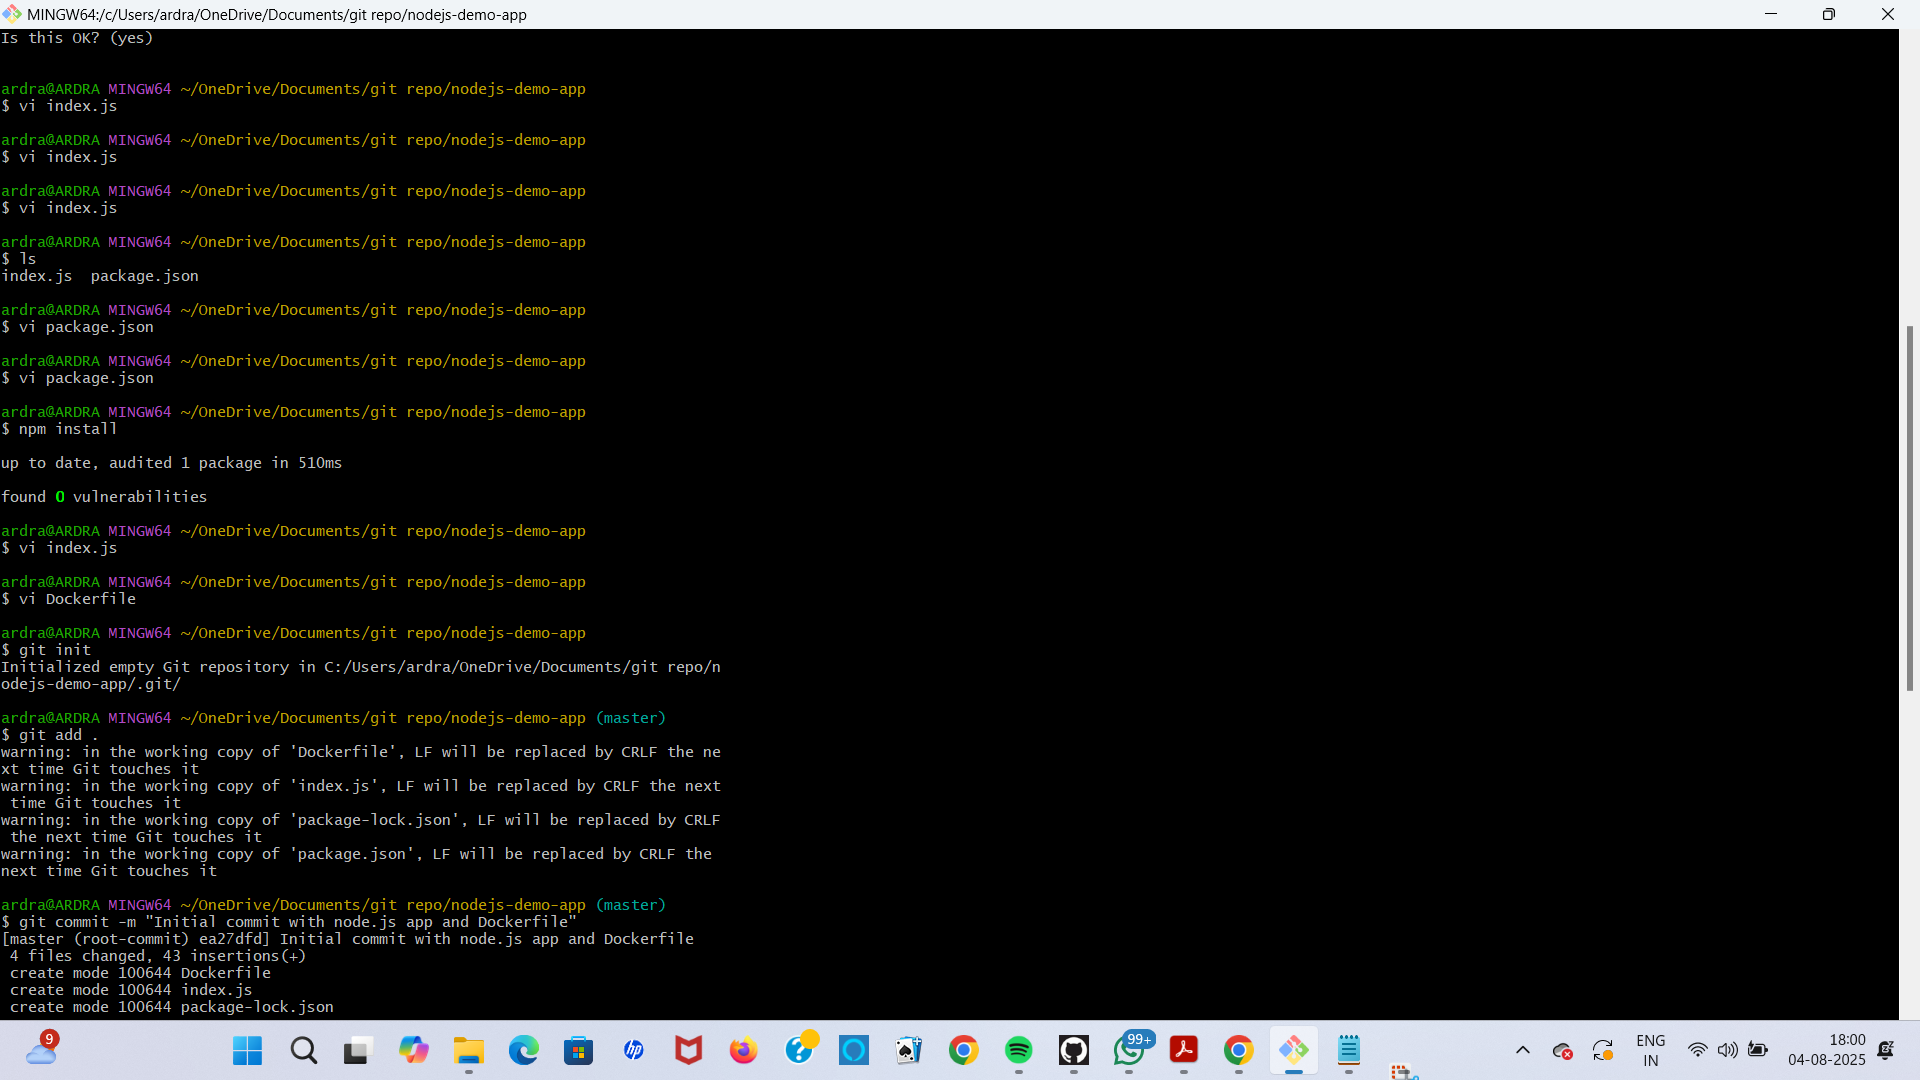 MINGW64:/c/Users/ardra/OneDrive/Documents/git repo/nodejs-demo-app
Is this OK? (yes)
ardra@ARDRA MINGW64 ~/OneDrive/Documents/git repo/nodejs-demo-app
$ vi index.js
ardra@ARDRA MINGW64 ~/OneDrive/Documents/git repo/nodejs-demo-app
$ vi index.js
ardra@ARDRA MINGW64 ~/OneDrive/Documents/git repo/nodejs-demo-app
$ vi index.js
ardra@ARDRA MINGW64 ~/OneDrive/Documents/git repo/nodejs-demo-app
$ ls
index.js  package.json
ardra@ARDRA MINGW64 ~/OneDrive/Documents/git repo/nodejs-demo-app
$ vi package.json
ardra@ARDRA MINGW64 ~/OneDrive/Documents/git repo/nodejs-demo-app
$ vi package.json
ardra@ARDRA MINGW64 ~/OneDrive/Documents/git repo/nodejs-demo-app
$ npm install
up to date, audited 1 package in 510ms
found 0 vulnerabilities
ardra@ARDRA MINGW64 ~/OneDrive/Documents/git repo/nodejs-demo-app
$ vi index.js
ardra@ARDRA MINGW64 ~/OneDrive/Documents/git repo/nodejs-demo-app
$ vi Dockerfile
ardra@ARDRA MINGW64 ~/OneDrive/Documents/git repo/nodejs-demo-app
$ git init
Initialized empty Git repository in C:/Users/ardra/OneDrive/Documents/git repo/n
odejs-demo-app/.git/
ardra@ARDRA MINGW64 ~/OneDrive/Documents/git repo/nodejs-demo-app (master)
$ git add .
warning: in the working copy of 'Dockerfile', LF will be replaced by CRLF the ne
xt time Git touches it
warning: in the working copy of 'index.js', LF will be replaced by CRLF the next
 time Git touches it
warning: in the working copy of 'package-lock.json', LF will be replaced by CRLF
 the next time Git touches it
warning: in the working copy of 'package.json', LF will be replaced by CRLF the
next time Git touches it
ardra@ARDRA MINGW64 ~/OneDrive/Documents/git repo/nodejs-demo-app (master)
$ git commit -m "Initial commit with node.js app and Dockerfile"
[master (root-commit) ea27dfd] Initial commit with node.js app and Dockerfile
 4 files changed, 43 insertions(+)
 create mode 100644 Dockerfile
 create mode 100644 index.js
 create mode 100644 package-lock.json
9
hp
99+
ENG
IN
18:00
04-08-2025